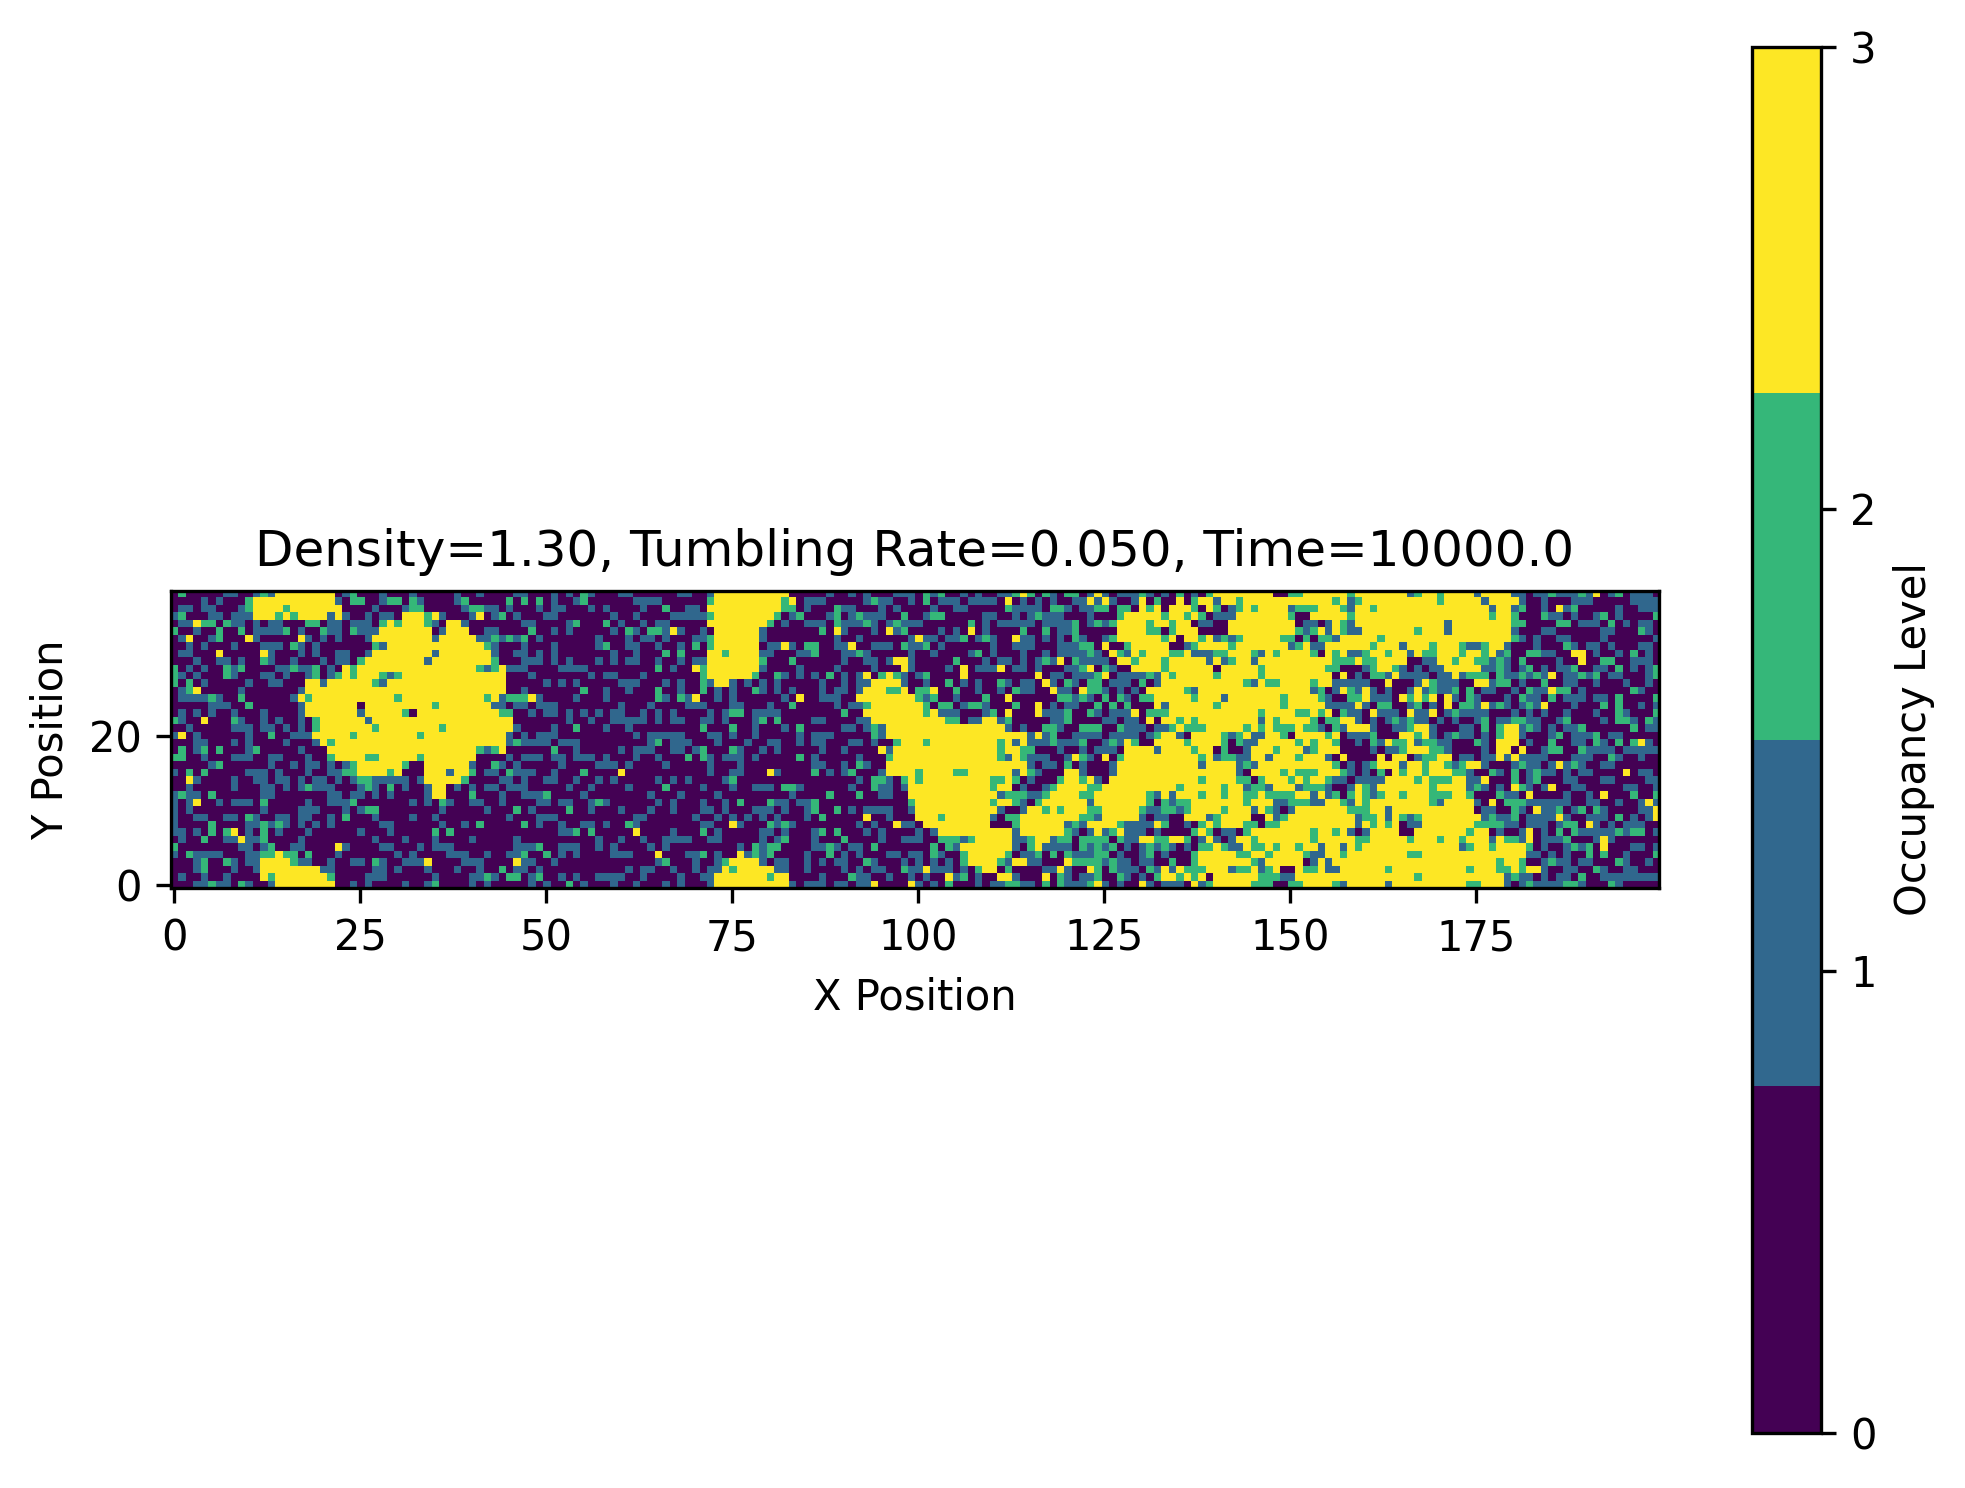 Density=1.30, Tumbling Rate=0.050, Time=10000.0
Y Position
20
0
0 25 50 75 100 125 150 175
X Position
3
2
1
0
Occupancy Level